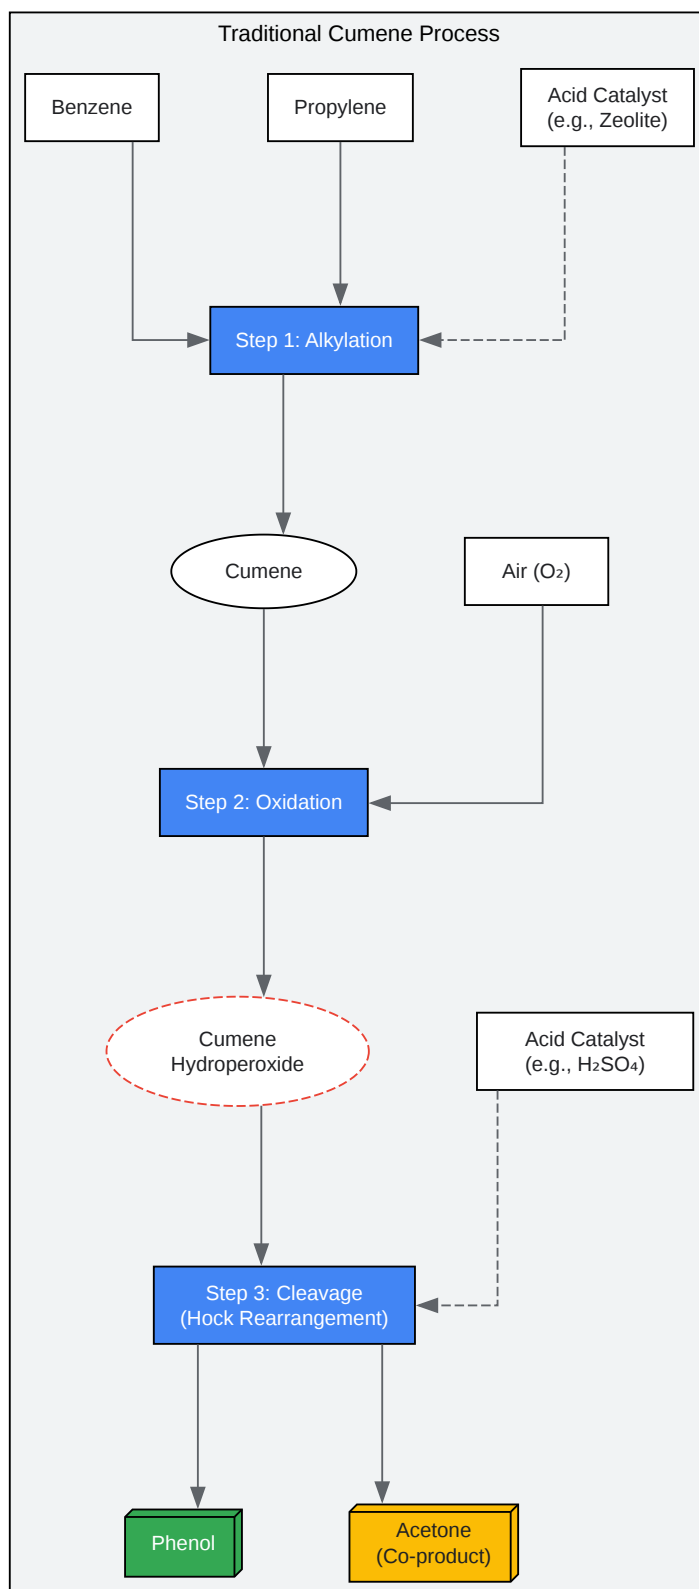 Traditional Cumene Process
Benzene
Propylene
Acid Catalyst
(e.g., Zeolite)
Step 1: Alkylation
Cumene
Air (O₂)
Step 2: Oxidation
Cumene
Hydroperoxide
Acid Catalyst
(e.g., H₂SO₄)
Step 3: Cleavage
(Hock Rearrangement)
Phenol
Acetone
(Co-product)